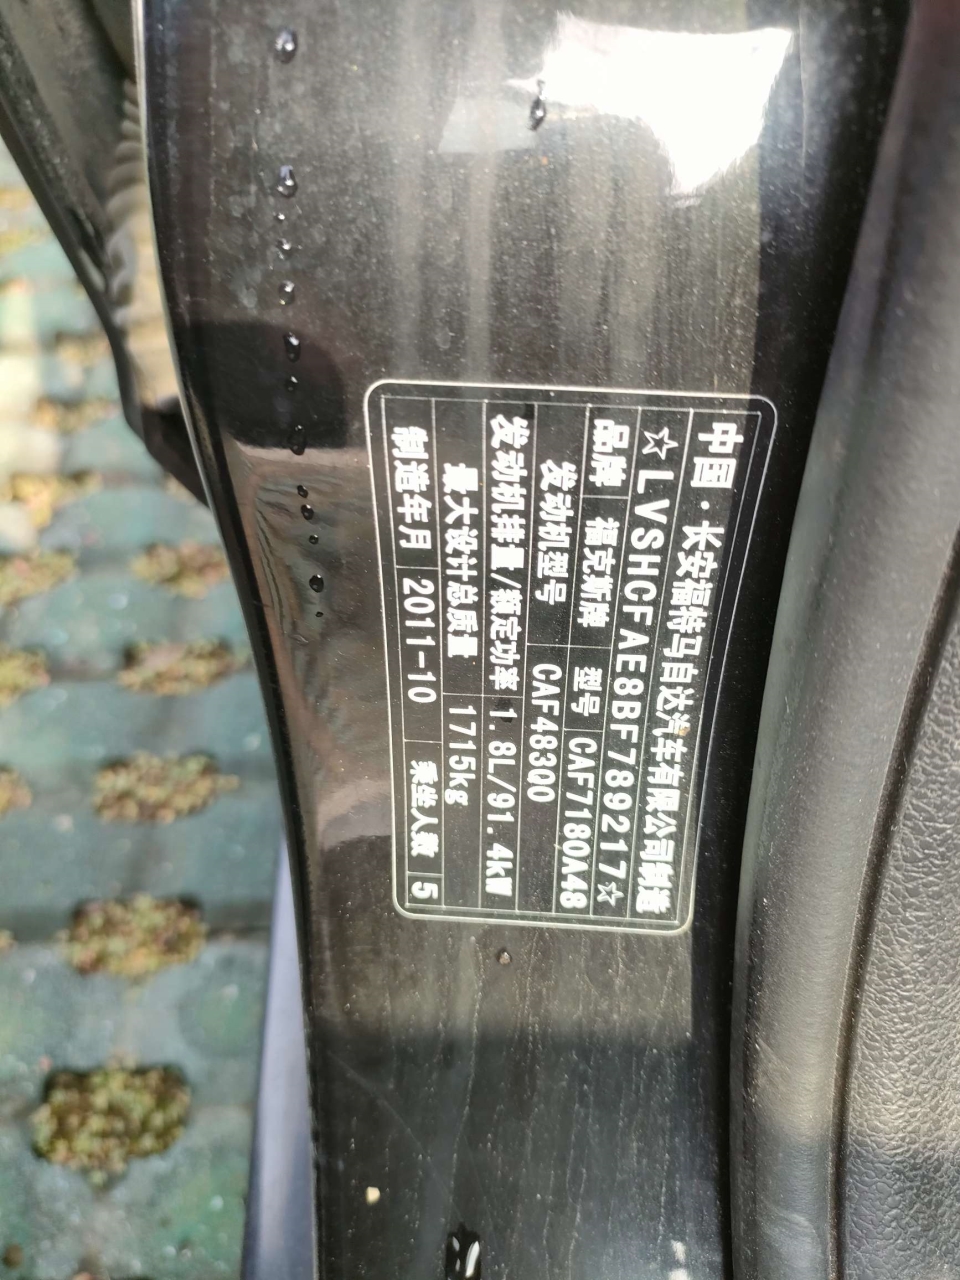 中国·长安福特马自达汽车有限公司制造
☆LVSHCFAE8BF789217☆
品牌 福克斯牌 型号 CAF7180A48
发动机型号 CAF483Q0
发动机排量/额定功率 1.8L/91.4kW
最大设计总质量 1715kg
制造年月 2011-10 乘坐人数 5